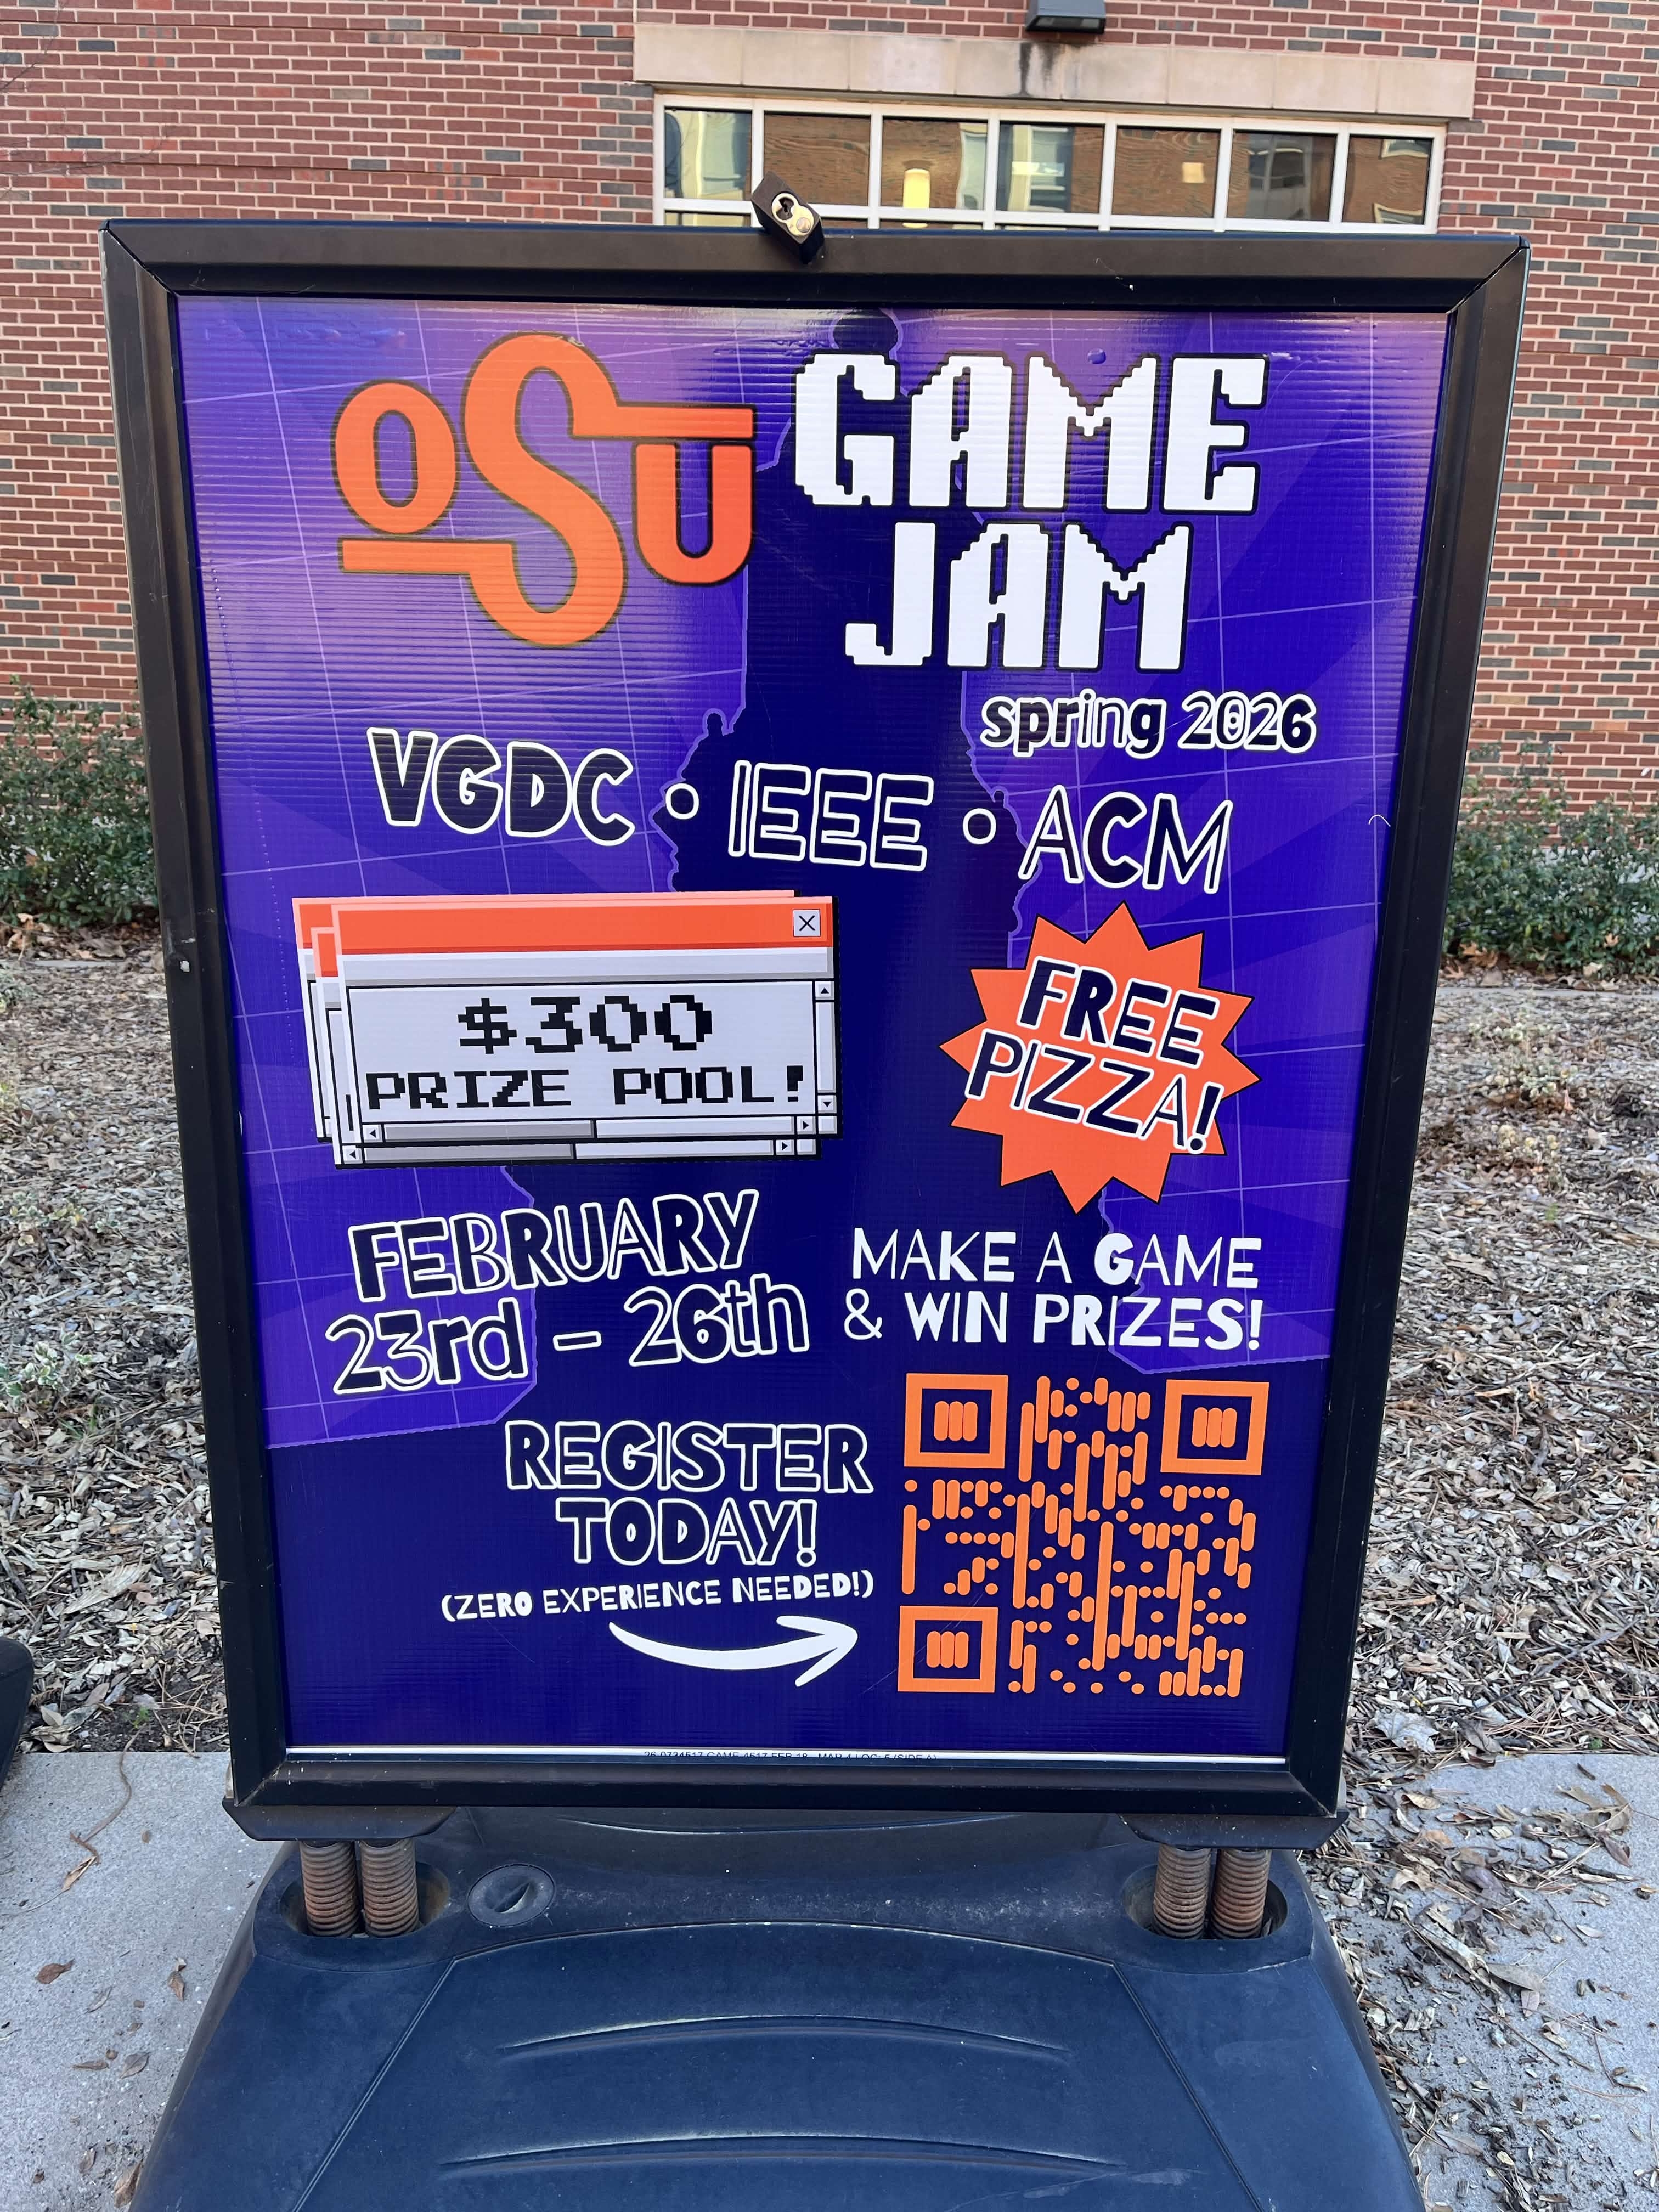 OSU GAME
JAM
spring 2026
VGDC • IEEE • ACM
$300
PRIZE POOL!
FREE
PIZZA!
FEBRUARY
23rd – 26th
MAKE A GAME
& WIN PRIZES!
REGISTER
TODAY!
(ZERO EXPERIENCE NEEDED!)